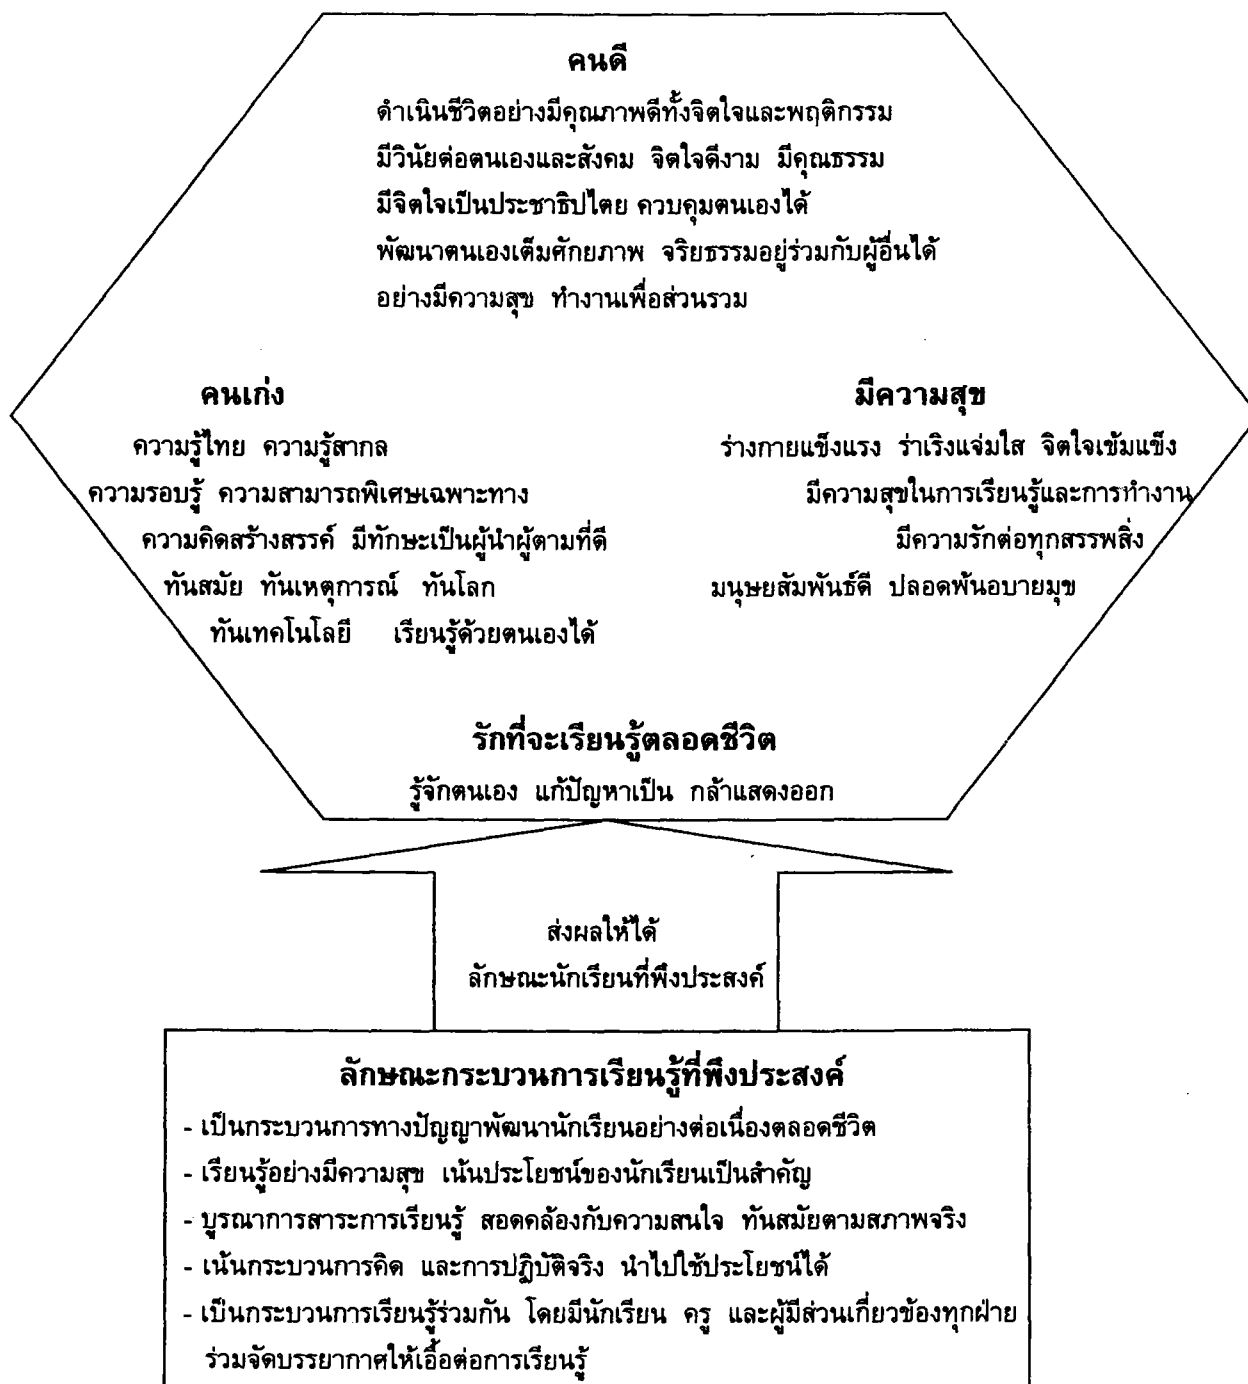 คนดี
ดำเนินชีวิตอย่างมีคุณภาพดีทั้งจิตใจและพฤติกรรม
มีวินัยต่อตนเองและสังคม จิตใจดีงาม มีคุณธรรม
มีจิตใจเป็นประชาธิปไตย ควบคุมตนเองได้
พัฒนาตนเองเต็มศักยภาพ จริยธรรมอยู่ร่วมกับผู้อื่นได้
อย่างมีความสุข ทำงานเพื่อส่วนรวม
คนเก่ง
ความรู้ไทย ความรู้สากล
ความรอบรู้ ความสามารถพิเศษเฉพาะทาง
ความคิดสร้างสรรค์ มีทักษะเป็นผู้นำผู้ตามที่ดี
ทันสมัย ทันเหตุการณ์ ทันโลก
ทันเทคโนโลยี เรียนรู้ด้วยตนเองได้
มีความสุข
ร่างกายแข็งแรง ร่าเริงแจ่มใส จิตใจเข้มแข็ง
มีความสุขในการเรียนรู้และการทำงาน
มีความรักต่อทุกสรรพสิ่ง
มนุษยสัมพันธ์ดี ปลอดพ้นอบายมุข
รักที่จะเรียนรู้ตลอดชีวิต
รู้จักตนเอง แก้ปัญหาเป็น กล้าแสดงออก
ส่งผลให้ได้
ลักษณะนักเรียนที่พึงประสงค์
ลักษณะกระบวนการเรียนรู้ที่พึงประสงค์
- เป็นกระบวนการทางปัญญาพัฒนานักเรียนอย่างต่อเนื่องตลอดชีวิต
- เรียนรู้อย่างมีความสุข เน้นประโยชน์ของนักเรียนเป็นสำคัญ
- บูรณาการสาระการเรียนรู้ สอดคล้องกับความสนใจ ทันสมัยตามสภาพจริง
- เน้นกระบวนการคิด และการปฏิบัติจริง นำไปใช้ประโยชน์ได้
- เป็นกระบวนการเรียนรู้ร่วมกัน โดยมีนักเรียน ครู และผู้มีส่วนเกี่ยวข้องทุกฝ่าย
ร่วมจัดบรรยากาศให้เอื้อต่อการเรียนรู้